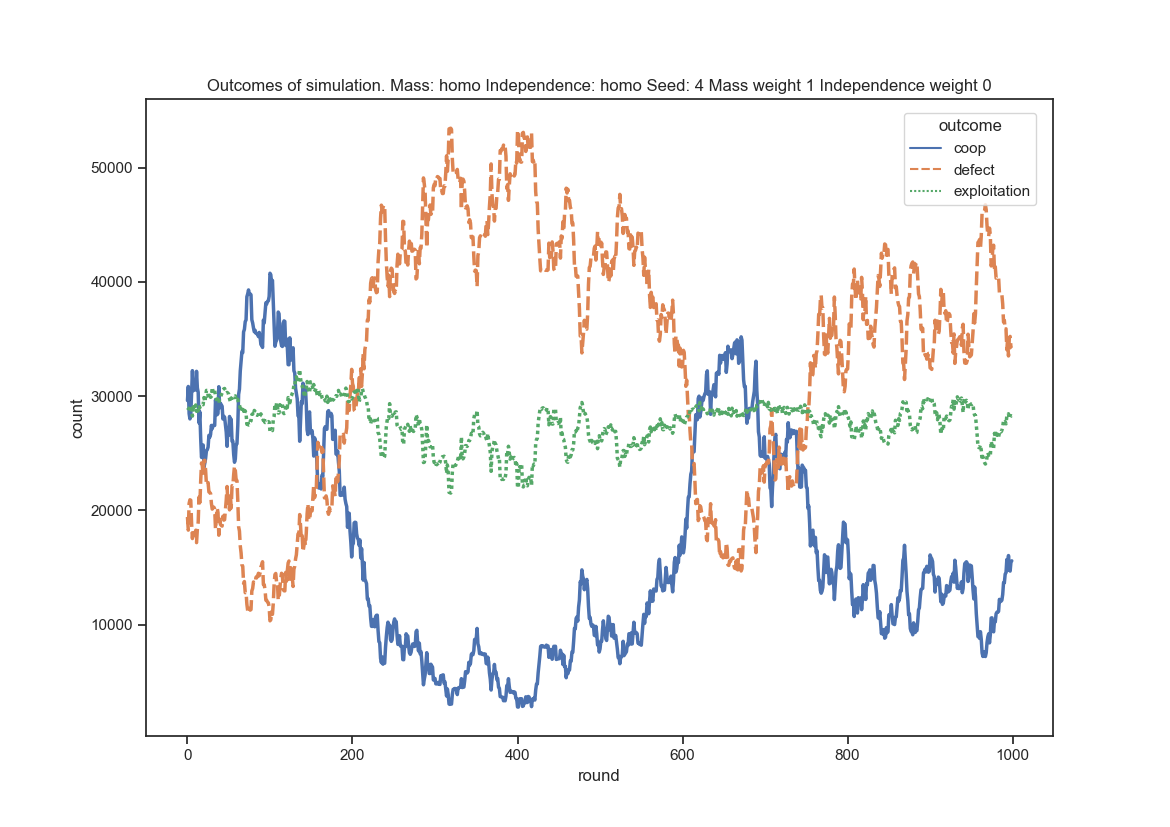 Outcomes of simulation. Mass: homo Independence: homo Seed: 4 Mass weight 1 Independence weight 0
outcome
coop
defect
exploitation
50000
40000
30000
20000
10000
count
0
200
400
600
800
1000
round